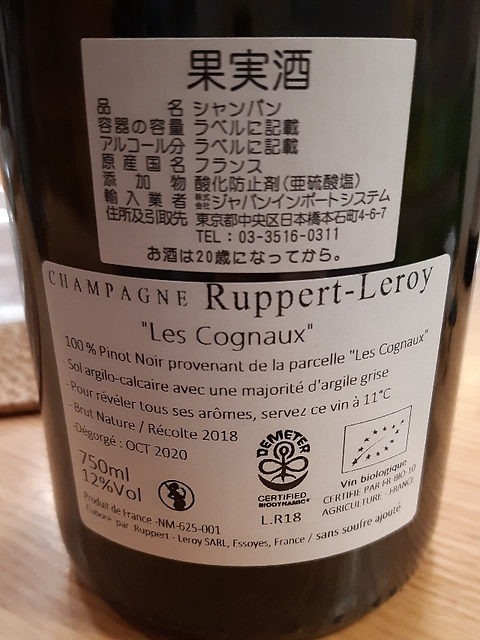 果実酒
品 名 シャンパン
容器の容量 ラベルに記載
アルコール分 ラベルに記載
原産国名 フランス
添加物 酸化防止剤(亜硫酸塩)
輸入業者 株式会社ジャパンインポートシステム
住所及引取先 東京都中央区日本橋本石町4-6-7
TEL:03-3516-0311
お酒は20歳になってから。
CHAMPAGNE Ruppert-Leroy
"Les Cognaux"
100 % Pinot Noir provenant de la parcelle "Les Cognaux"
- Sol argilo-calcaire avec une majorité d'argile grise
- Pour révéler tous ses arômes, servez ce vin à 11°C
- Brut Nature / Récolte 2018
-Dégorgé : OCT 2020
750ml
12%Vol
DEMETER
CERTIFIED
BIODYNAMIC
L.R18
Vin biologique
CERTIFIE PAR FR-BIO-10
AGRICULTURE FRANCE
Produit de France -NM-625-001
Elaboré par Ruppert - Leroy SARL, Essoyes, France / sans soufre ajouté